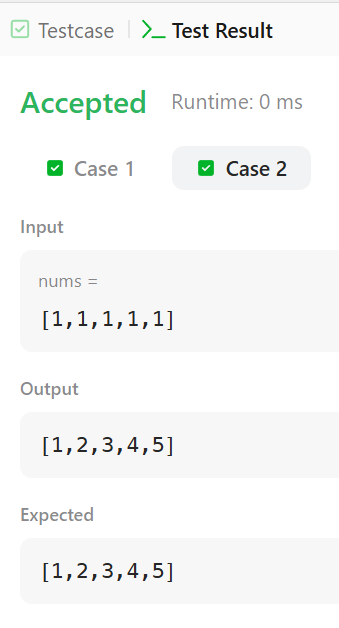 Testcase
Test Result
Accepted Runtime: 0 ms
Case 1 Case 2
Input
nums =
[1,1,1,1,1]
Output
[1,2,3,4,5]
Expected
[1,2,3,4,5]